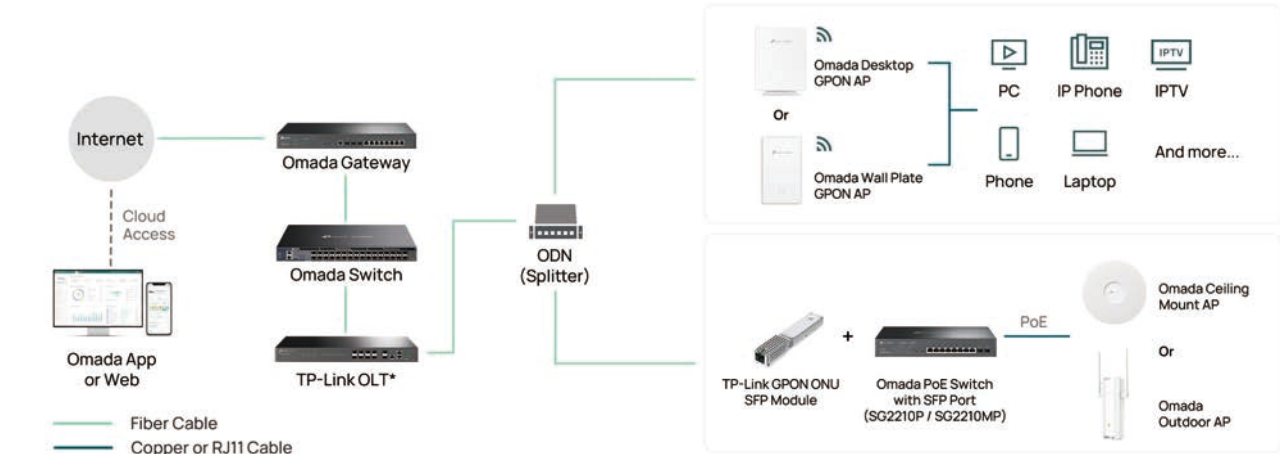 Internet
Cloud
Access
Omada App
or Web
Omada Gateway
Omada Switch
TP-Link OLT*
Fiber Cable
Copper or RJ11 Cable
ODN
(Splitter)
Omada Desktop
GPON AP
Or
Omada Wall Plate
GPON AP
PC
IP Phone
IPTV
IPTV
Phone
Laptop
And more...
TP-Link GPON ONU
SFP Module
+
Omada PoE Switch
with SFP Port
(SG2210P / SG2210MP)
PoE
Omada Ceiling
Mount AP
Or
Omada
Outdoor AP